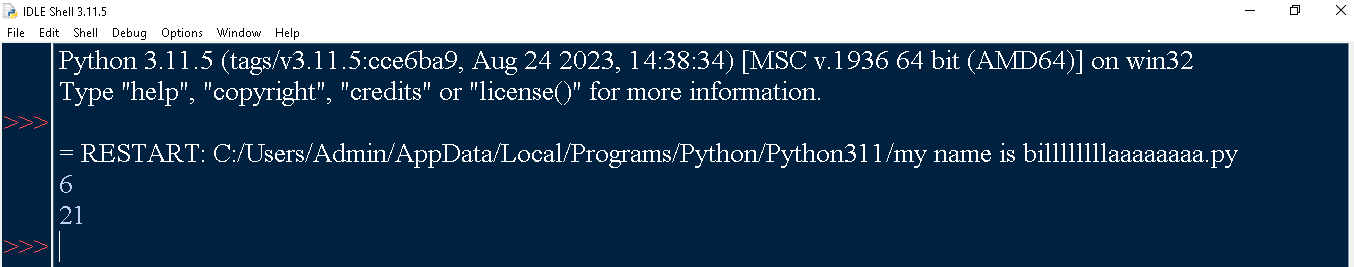 IDLE Shell 3.11.5
File Edit Shell Debug Options Window Help
Python 3.11.5 (tags/v3.11.5:cce6ba9, Aug 24 2023, 14:38:34) [MSC v.1936 64 bit (AMD64)] on win32
Type "help", "copyright", "credits" or "license()" for more information.
>>>
= RESTART: C:/Users/Admin/AppData/Local/Programs/Python/Python311/my name is billllllllaaaaaaaa.py
6
21
>>>